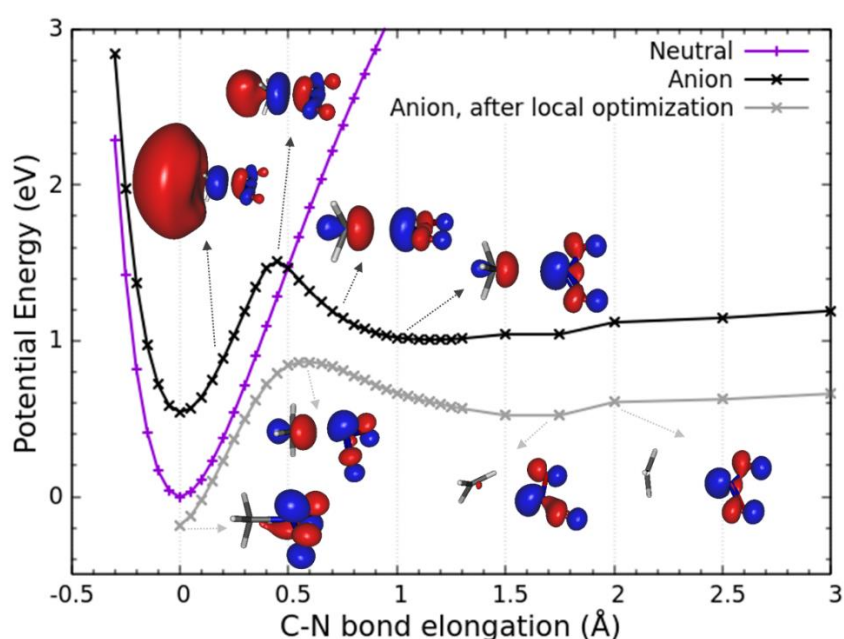 Neutral
Anion
Anion, after local optimization
Potential Energy (eV)
3
2
1
0
-0.5
0
0.5
1
1.5
2
2.5
3
C-N bond elongation (Å)